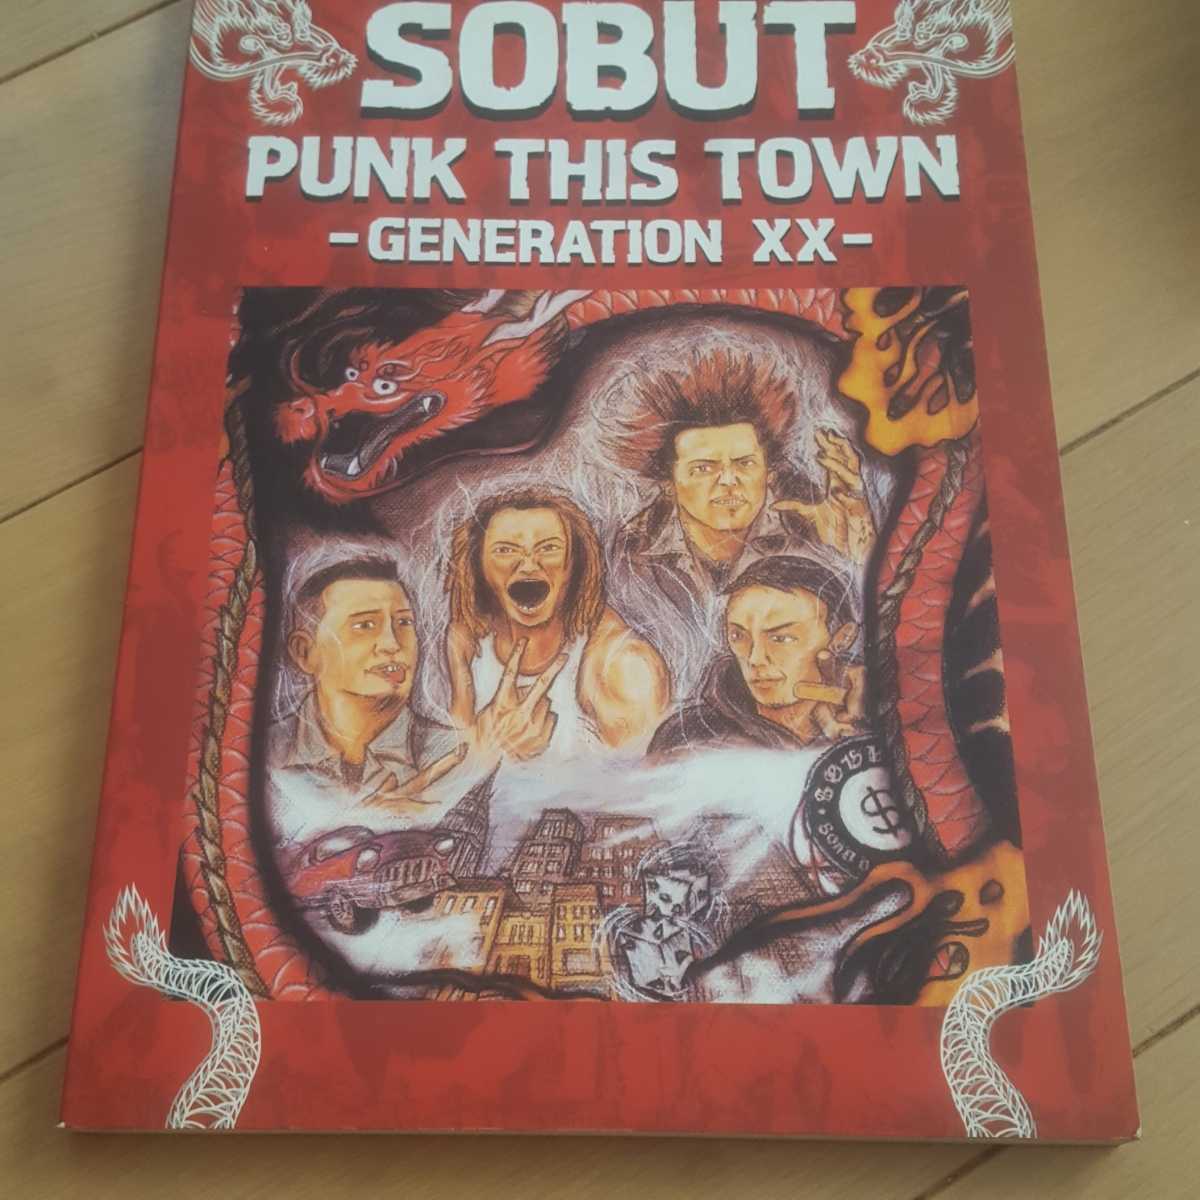 SOBUT
PUNK THIS TOWN
-GENERATION XX-